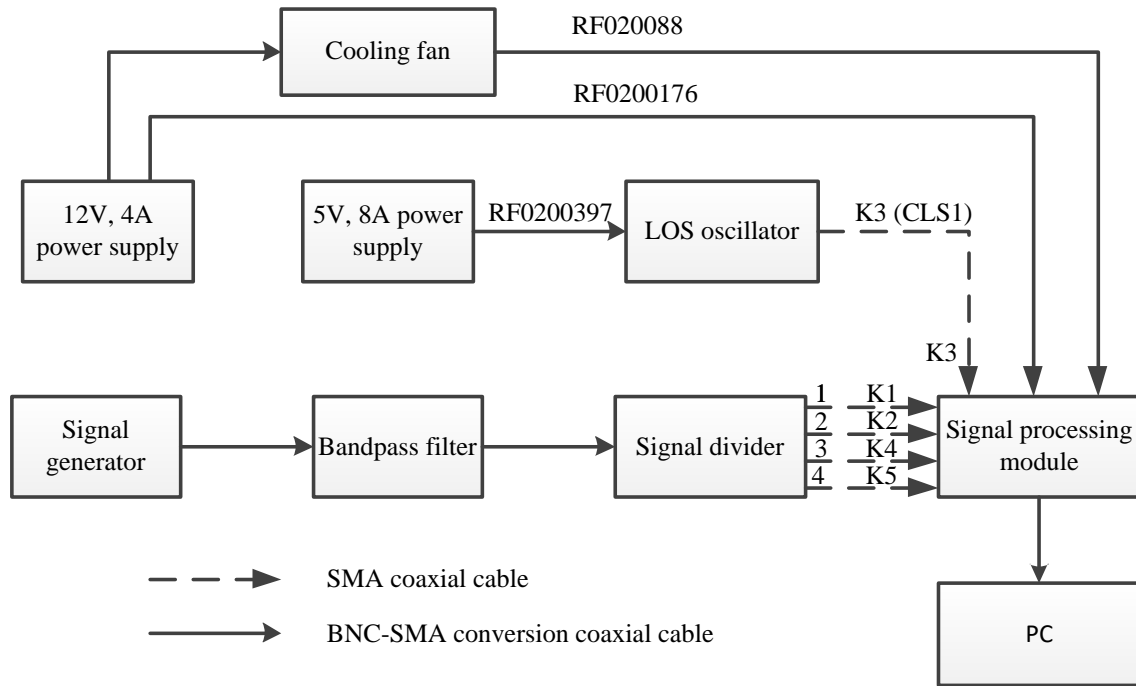 RF020088
Cooling fan
RF0200176
12V, 4A
power supply
5V, 8A power
supply
RF0200397
LOS oscillator
K3 (CLS1)
K3
Signal
generator
Bandpass filter
Signal divider
1
K1
2
K2
3
K4
4
K5
Signal processing
module
SMA coaxial cable
BNC-SMA conversion coaxial cable
PC